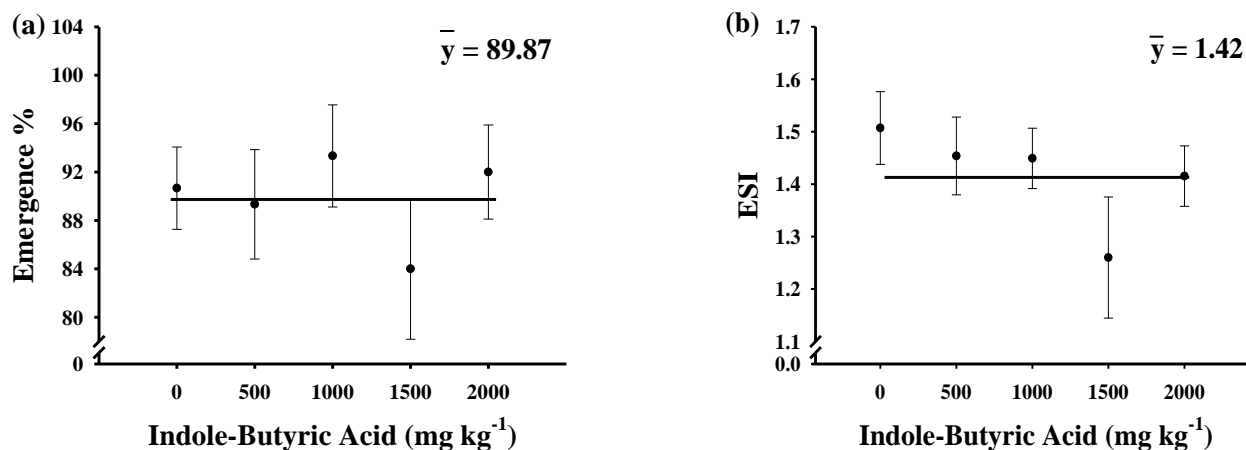 (a)
y̅ = 89.87
104
100
96
92
88
84
80
0
Emergence %
0 500 1000 1500 2000
Indole-Butyric Acid (mg kg⁻¹)
(b)
y̅ = 1.42
1.7
1.6
1.5
1.4
1.3
1.2
1.1
0.0
ESI
0 500 1000 1500 2000
Indole-Butyric Acid (mg kg⁻¹)